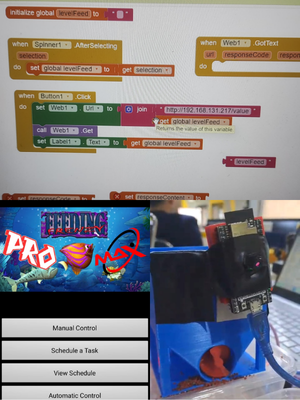 initialize global levelFeed to " "
when Spinner1 .AfterSelecting
selection
do set global levelFeed to get selection
when Web1 .GotText
url responseCode
do
when Button1 .Click
do set Web1 . Url to join "http://192.168.131.217/value
get global levelFeed
Returns the value of this variable.
call Web1 .Get
set Label1 . Text to get global levelFeed
levelFeed
set responseContent
FEEDING
PRO
MAX
Manual Control
Schedule a Task
View Schedule
Automatic Control